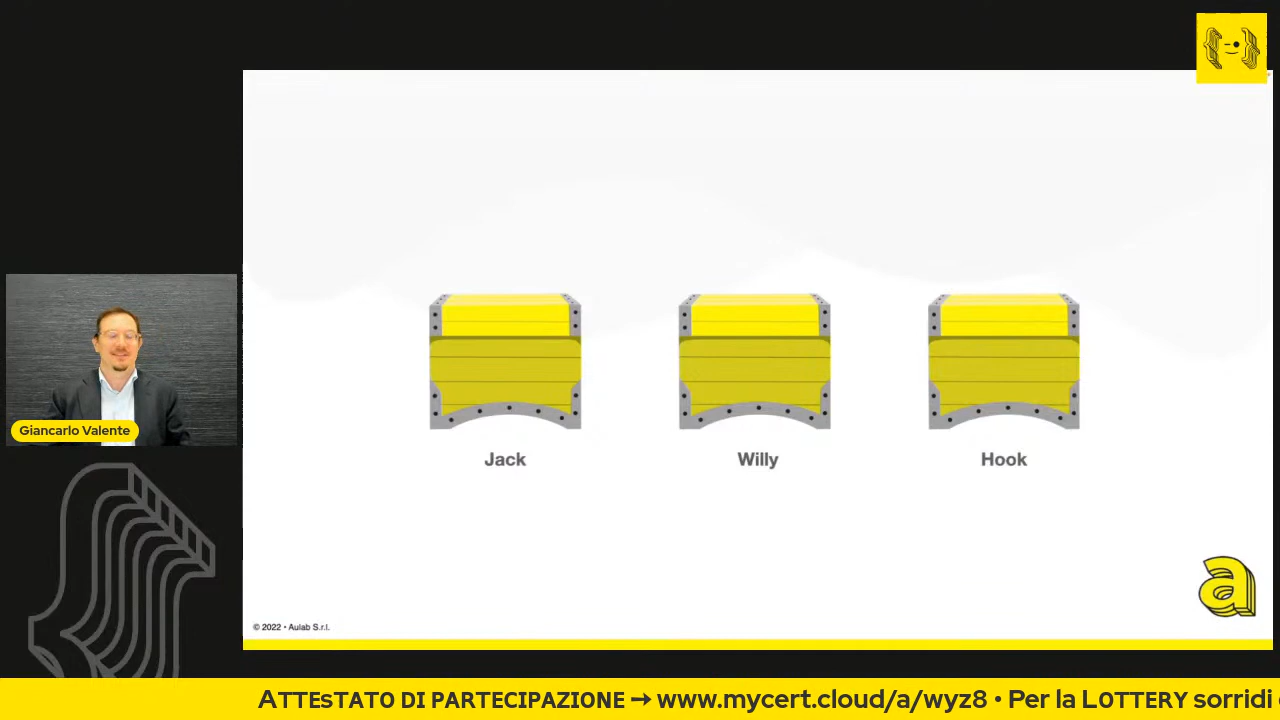 Giancarlo Valente
Jack
Willy
Hook
© 2022 • Aulab S.r.l.
ATTESTATO DI PARTECIPAZIONE → www.mycert.cloud/a/wyz8 • Per la LOTTERY sorridi